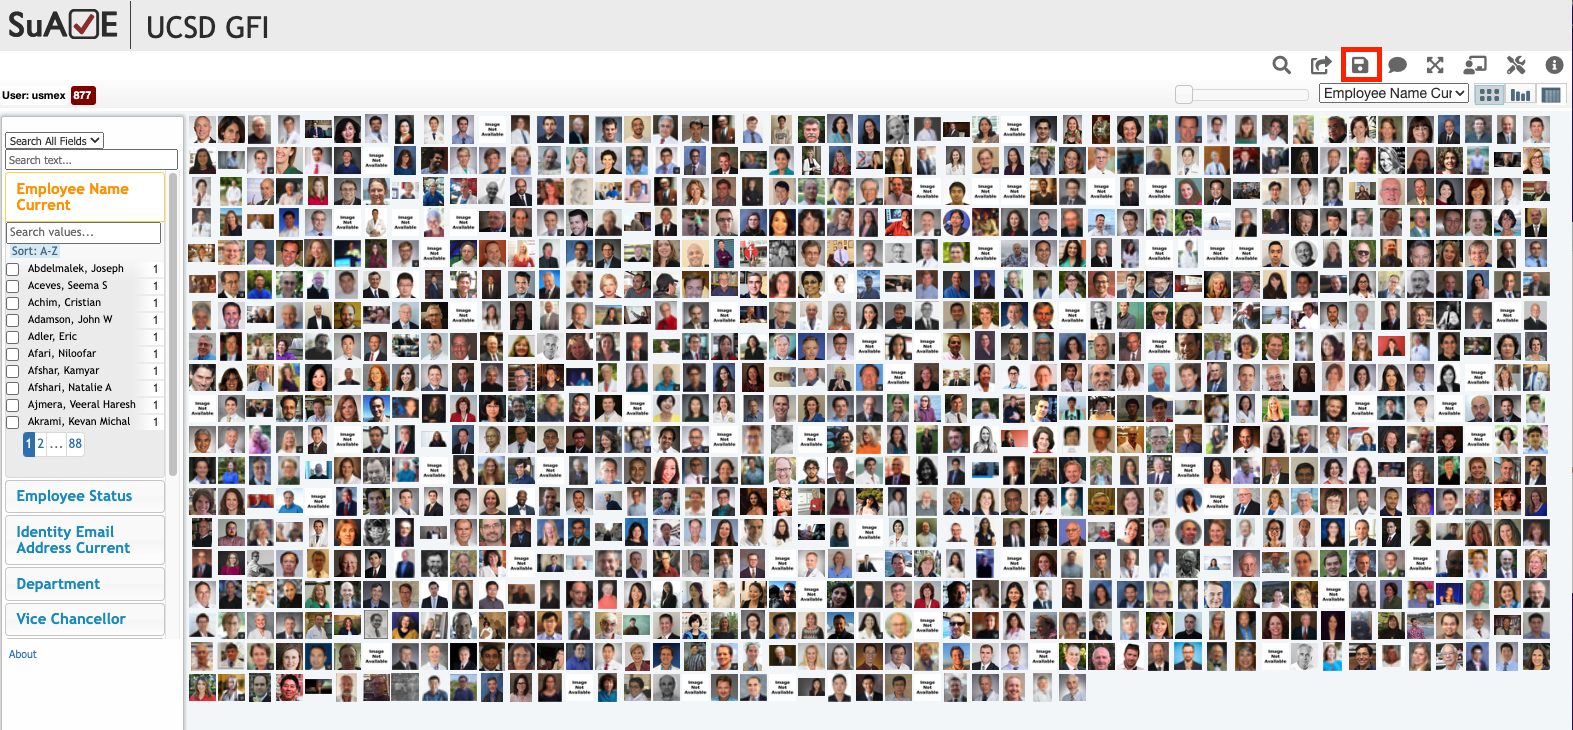 SuAVE
UCSD GFI
User: usmex 877
Employee Name Cur
Search All Fields
Search text...
Employee Name
Current
Search values...
Sort: A-Z
Abdelmalek, Joseph 1
Aceves, Seema S 1
Achim, Cristian 1
Adamson, John W 1
Adler, Eric 1
Afari, Niloofar 1
Afshar, Kamyar 1
Afshari, Natalie A 1
Ajmera, Veeral Haresh 1
Akrami, Kevan Michal 1
1 2 ... 88
Employee Status
Identity Email
Address Current
Department
Vice Chancellor
About
Image
Not
Available